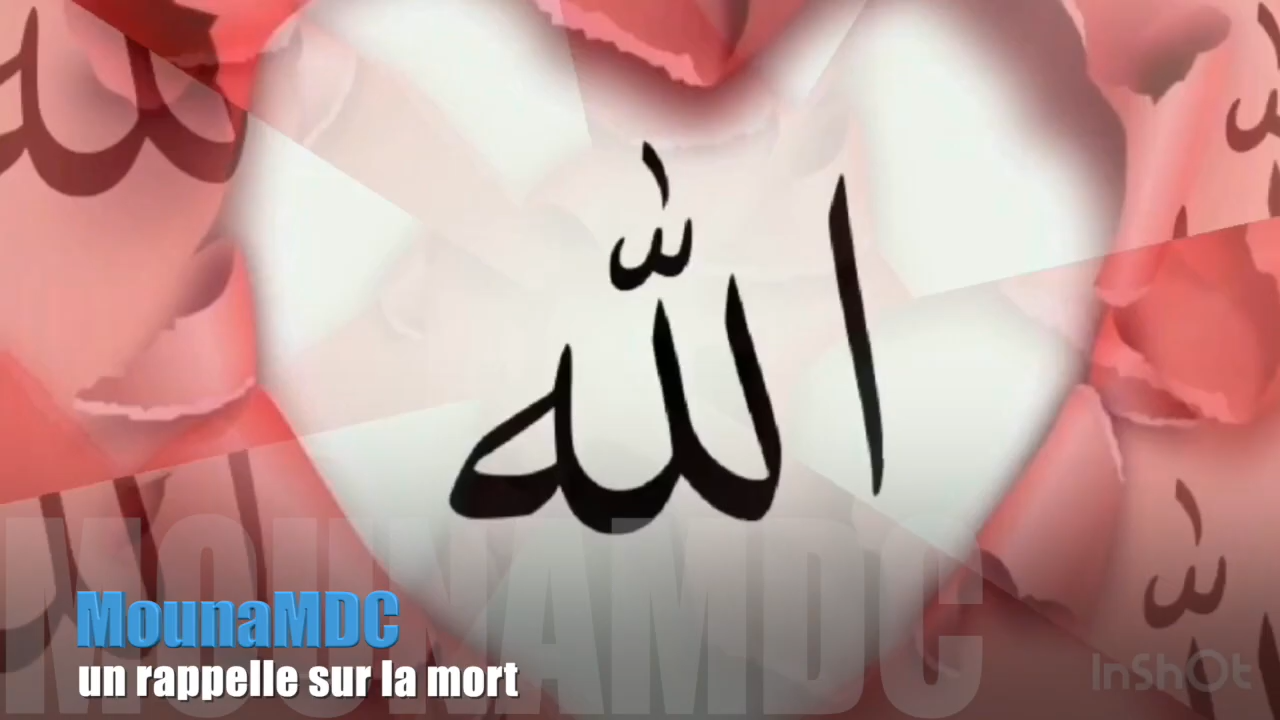 الله
MOUNAMDC
MounaMDC
un rappelle sur la mort
InShOt